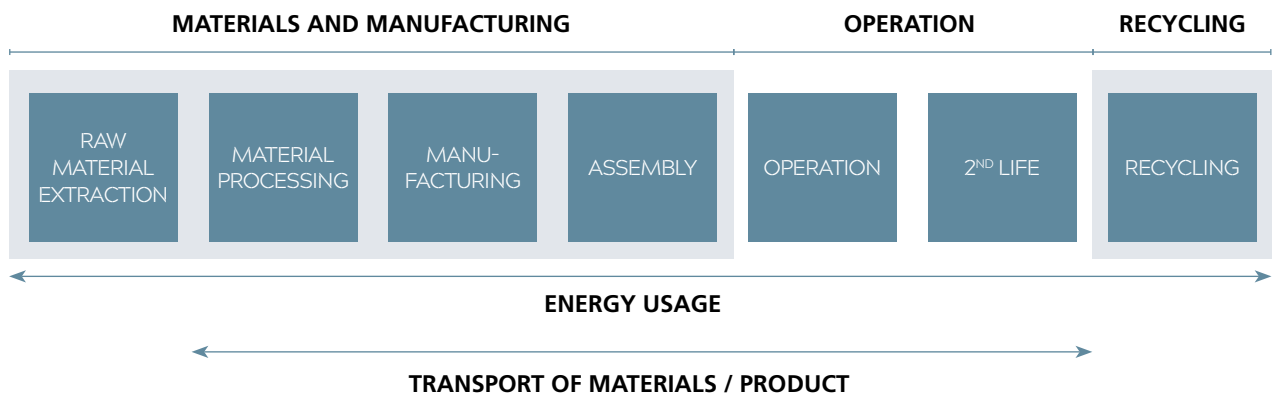 MATERIALS AND MANUFACTURING
OPERATION
RECYCLING
RAW
MATERIAL
EXTRACTION
MATERIAL
PROCESSING
MANU-
FACTURING
ASSEMBLY
OPERATION
2ND LIFE
RECYCLING
ENERGY USAGE
TRANSPORT OF MATERIALS / PRODUCT